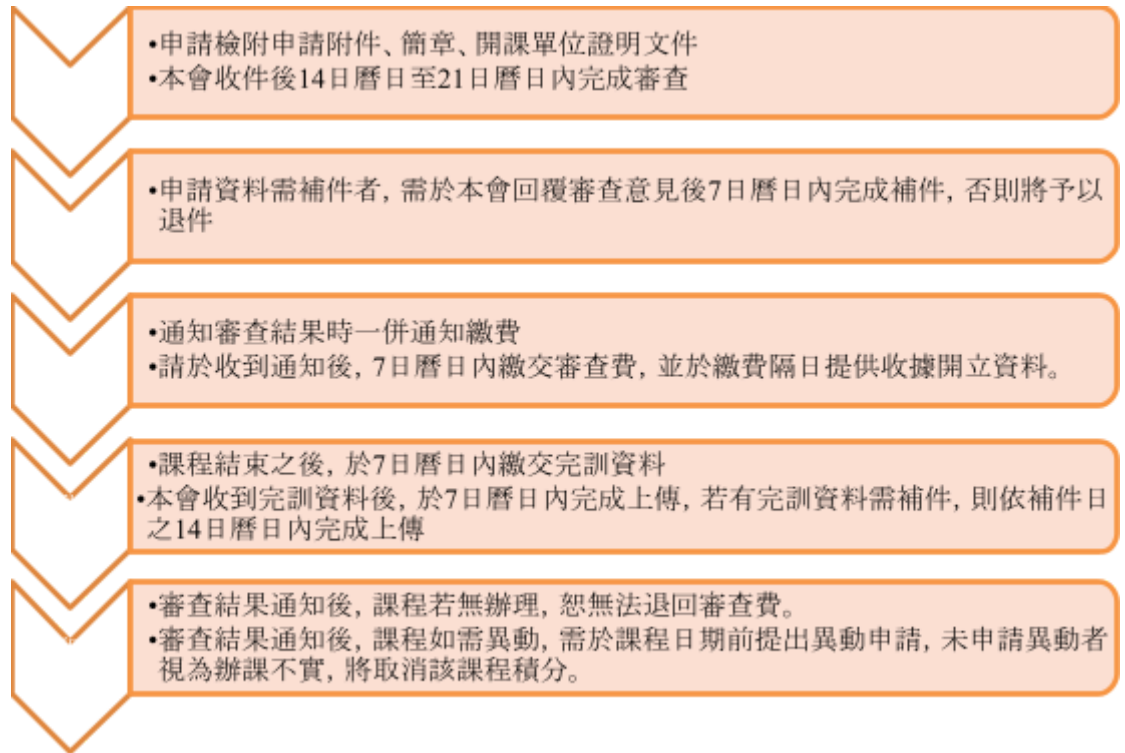 •申請檢附申請附件、簡章、開課單位證明文件
•本會收件後14日曆日至21日曆日內完成審查
•申請資料需補件者, 需於本會回覆審查意見後7日曆日內完成補件, 否則將予以
退件
•通知審查結果時一併通知繳費
•請於收到通知後, 7日曆日內繳交審查費, 並於繳費隔日提供收據開立資料。
•課程結束之後, 於7日曆日內繳交完訓資料
•本會收到完訓資料後, 於7日曆日內完成上傳, 若有完訓資料需補件, 則依補件日
之14日曆日內完成上傳
•審查結果通知後, 課程若無辦理, 恕無法退回審查費。
•審查結果通知後, 課程如需異動, 需於課程日期前提出異動申請, 未申請異動者
視為辦課不實, 將取消該課程積分。